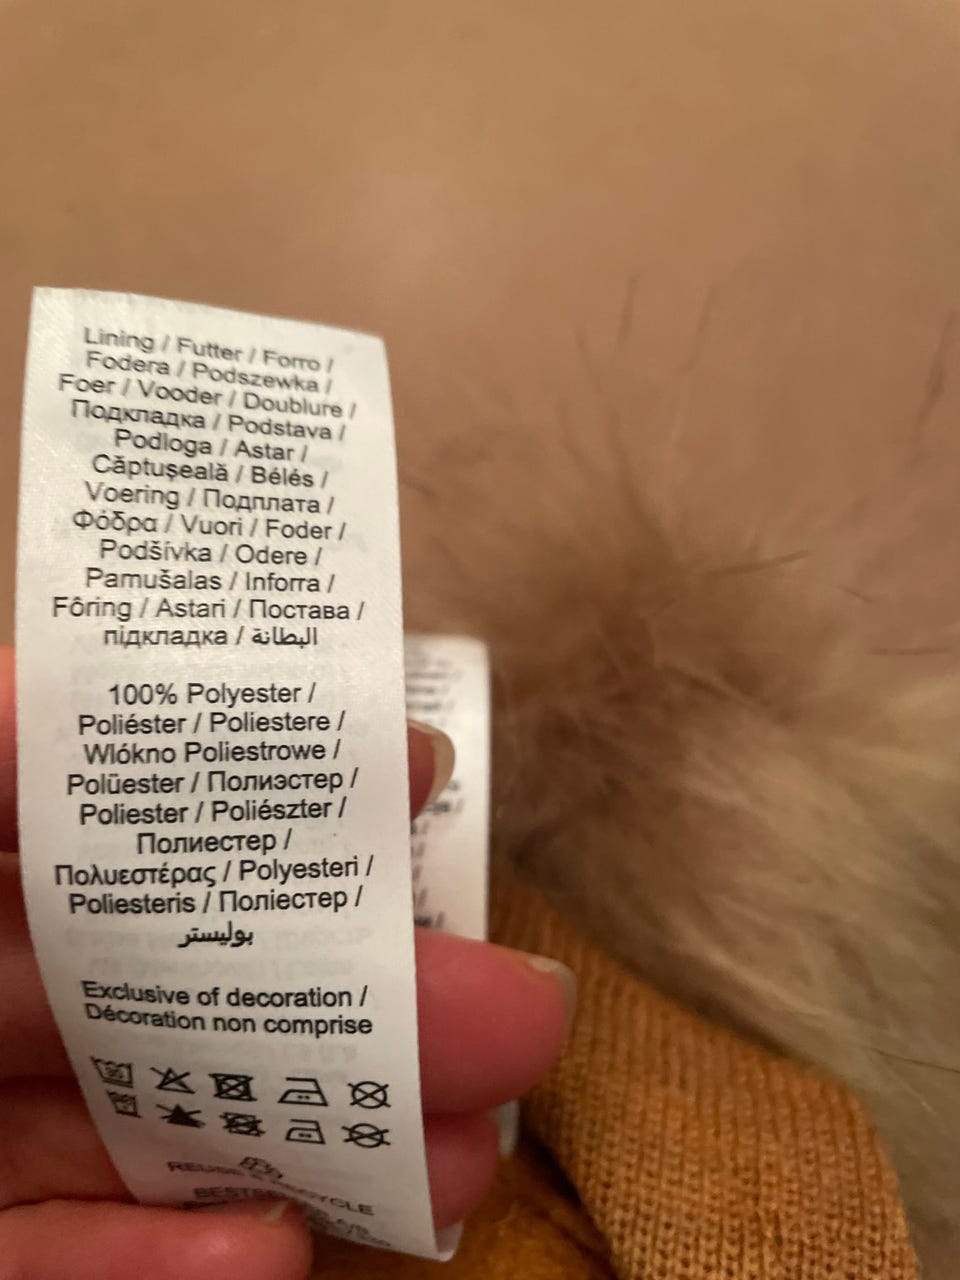 Lining / Futter / Forro /
Fodera / Podszewka /
Foer / Vooder / Doublure /
Подкладка / Podstava /
Podloga / Astar /
Căptuşeală / Bélés /
Voering / Подплата /
Φόδρα / Vuori / Foder /
Podšívka / Odere /
Pamušalas / Inforra /
Fôring / Astari / Постава /
підкладка / البطانة
100% Polyester /
Poliéster / Poliestere /
Wlókno Poliestrowe /
Polüester / Полиэстер /
Poliester / Poliészter /
Полиестер /
Πολυεστέρας / Polyesteri /
Poliesteris / Поліестер /
بوليستر
Exclusive of decoration /
Décoration non comprise